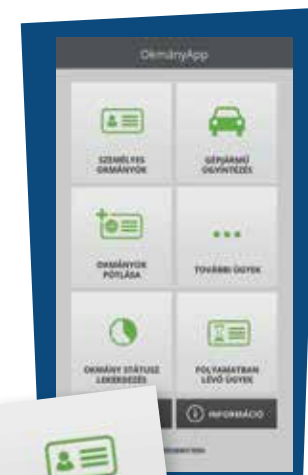 OkmányApp
SZEMÉLYES
OKMÁNYOK
GÉPJÁRMŰ
ÜGYINTÉZÉS
OKMÁNYOK
PÓTLÁSA
TOVÁBBI ÜGYEK
OKMÁNY STÁTUSZ
LEKÉRDEZÉS
FOLYAMATBAN
LÉVŐ ÜGYEK
INFORMÁCIÓ